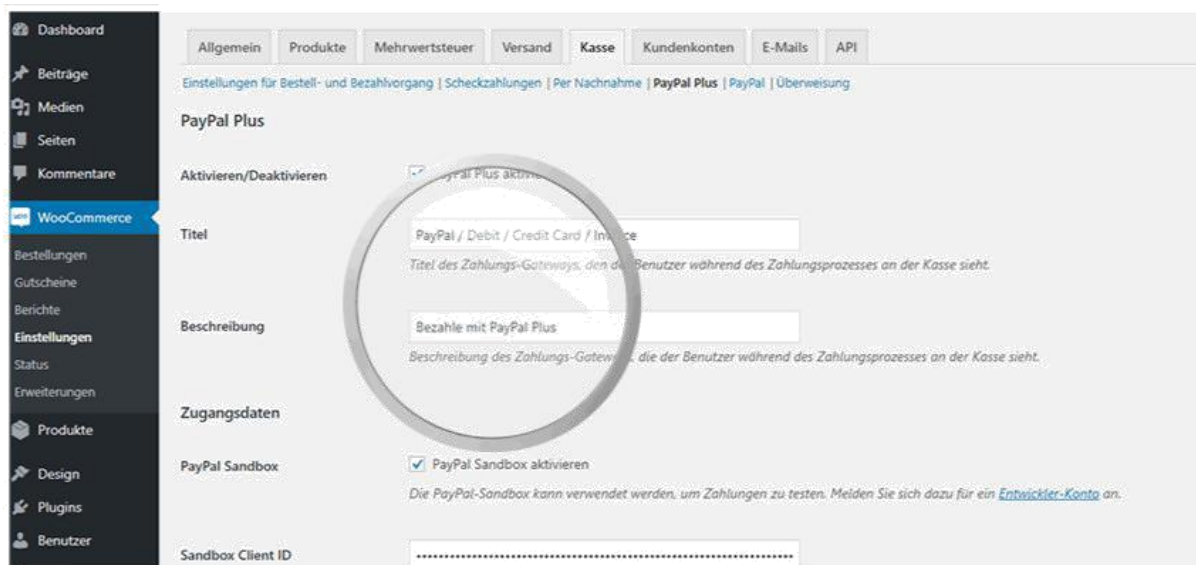 Dashboard
Beiträge
Medien
Seiten
Kommentare
WooCommerce
Bestellungen
Gutscheine
Berichte
Einstellungen
Status
Erweiterungen
Produkte
Design
Plugins
Benutzer
Allgemein Produkte Mehrwertsteuer Versand Kasse Kundenkonten E-Mails API
Einstellungen für Bestell- und Bezahlvorgang | Scheckzahlungen | Per Nachnahme | PayPal Plus | PayPal | Überweisung
PayPal Plus
Aktivieren/Deaktivieren PayPal Plus
Titel PayPal / Debit / Credit Card / Invoice
Titel des Zahlungs-Gateways, den der Benutzer während des Zahlungsprozesses an der Kasse sieht.
Beschreibung Bezahle mit PayPal Plus
Beschreibung des Zahlungs-Gateways, die der Benutzer während des Zahlungsprozesses an der Kasse sieht.
Zugangsdaten
PayPal Sandbox PayPal Sandbox aktivieren
Die PayPal-Sandbox kann verwendet werden, um Zahlungen zu testen. Melden Sie sich dazu für ein Entwickler-Konto an.
Sandbox Client ID